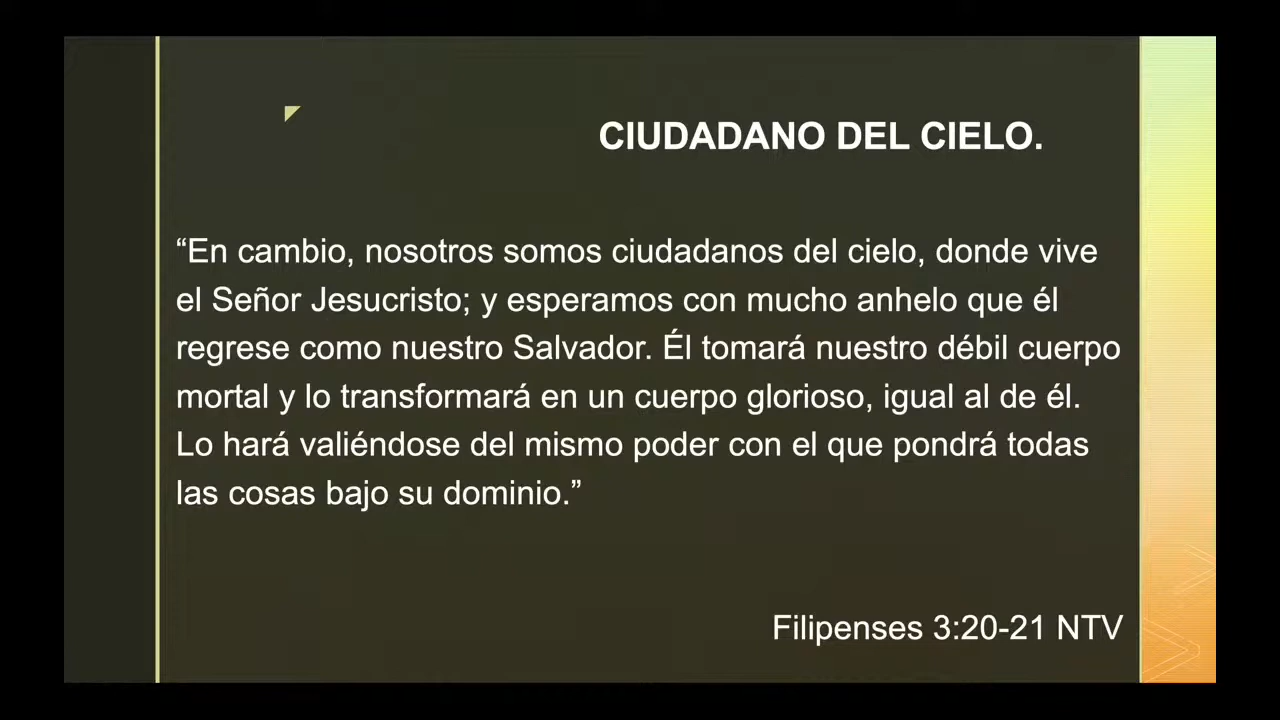 CIUDADANO DEL CIELO.
“En cambio, nosotros somos ciudadanos del cielo, donde vive
el Señor Jesucristo; y esperamos con mucho anhelo que él
regrese como nuestro Salvador. Él tomará nuestro débil cuerpo
mortal y lo transformará en un cuerpo glorioso, igual al de él.
Lo hará valiéndose del mismo poder con el que pondrá todas
las cosas bajo su dominio.”
Filipenses 3:20-21 NTV